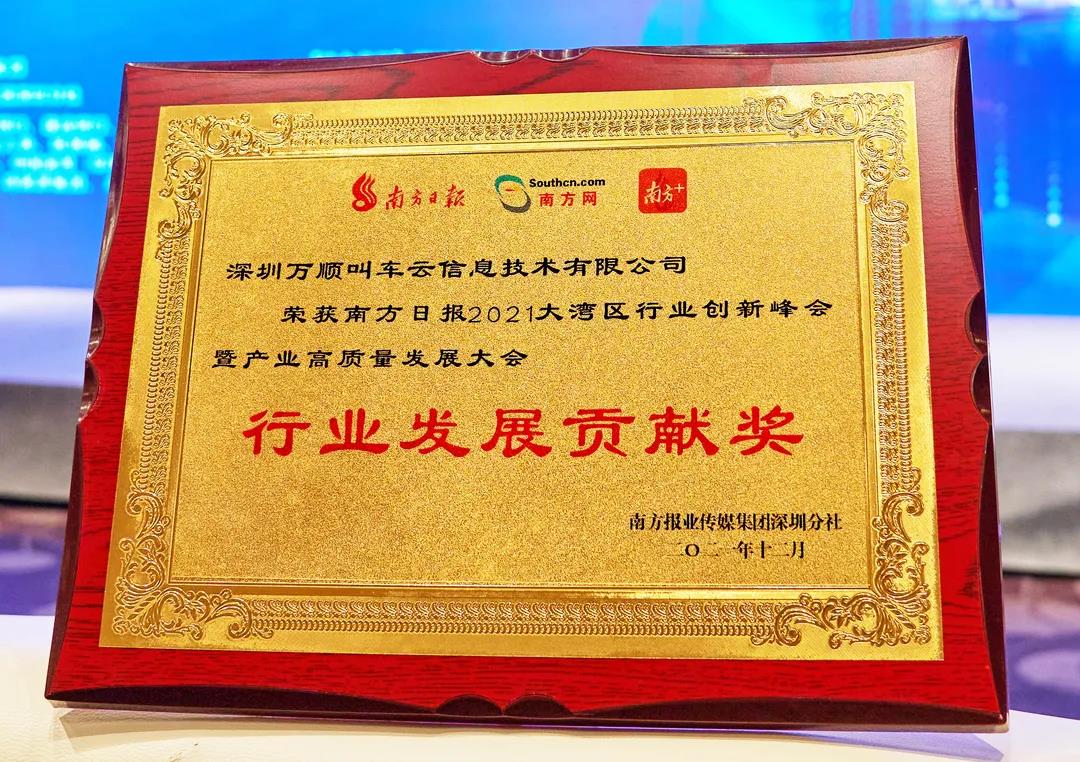 南方日报 Southcn.com 南方+
南方网
深圳万顺叫车云信息技术有限公司
荣获南方日报2021大湾区行业创新峰会
暨产业高质量发展大会
行业发展贡献奖
南方报业传媒集团深圳分社
二〇二一年十二月